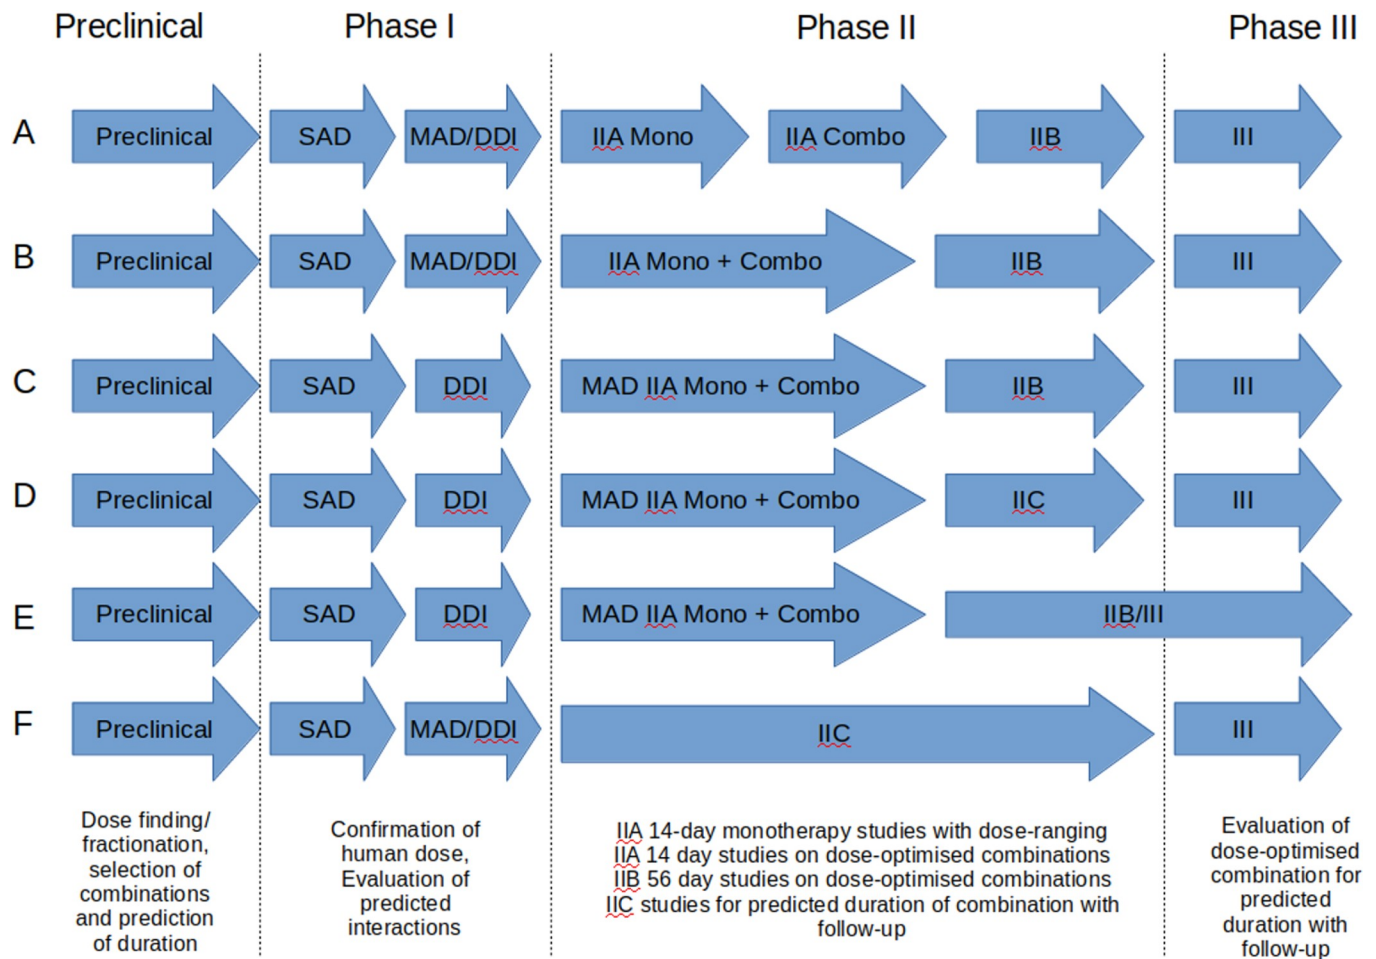 Preclinical Phase I Phase II Phase III
A Preclinical SAD MAD/DDI IIA Mono IIA Combo IIB III
B Preclinical SAD MAD/DDI IIA Mono + Combo IIB III
C Preclinical SAD DDI MAD IIA Mono + Combo IIB III
D Preclinical SAD DDI MAD IIA Mono + Combo IIC III
E Preclinical SAD DDI MAD IIA Mono + Combo IIB/III
F Preclinical SAD MAD/DDI IIC III
Dose finding/
fractionation,
selection of
combinations
and prediction
of duration
Confirmation of
human dose,
Evaluation of
predicted
interactions
IIA 14-day monotherapy studies with dose-ranging
IIA 14 day studies on dose-optimised combinations
IIB 56 day studies on dose-optimised combinations
IIC studies for predicted duration of combination with
follow-up
Evaluation of
dose-optimised
combination for
predicted
duration with
follow-up